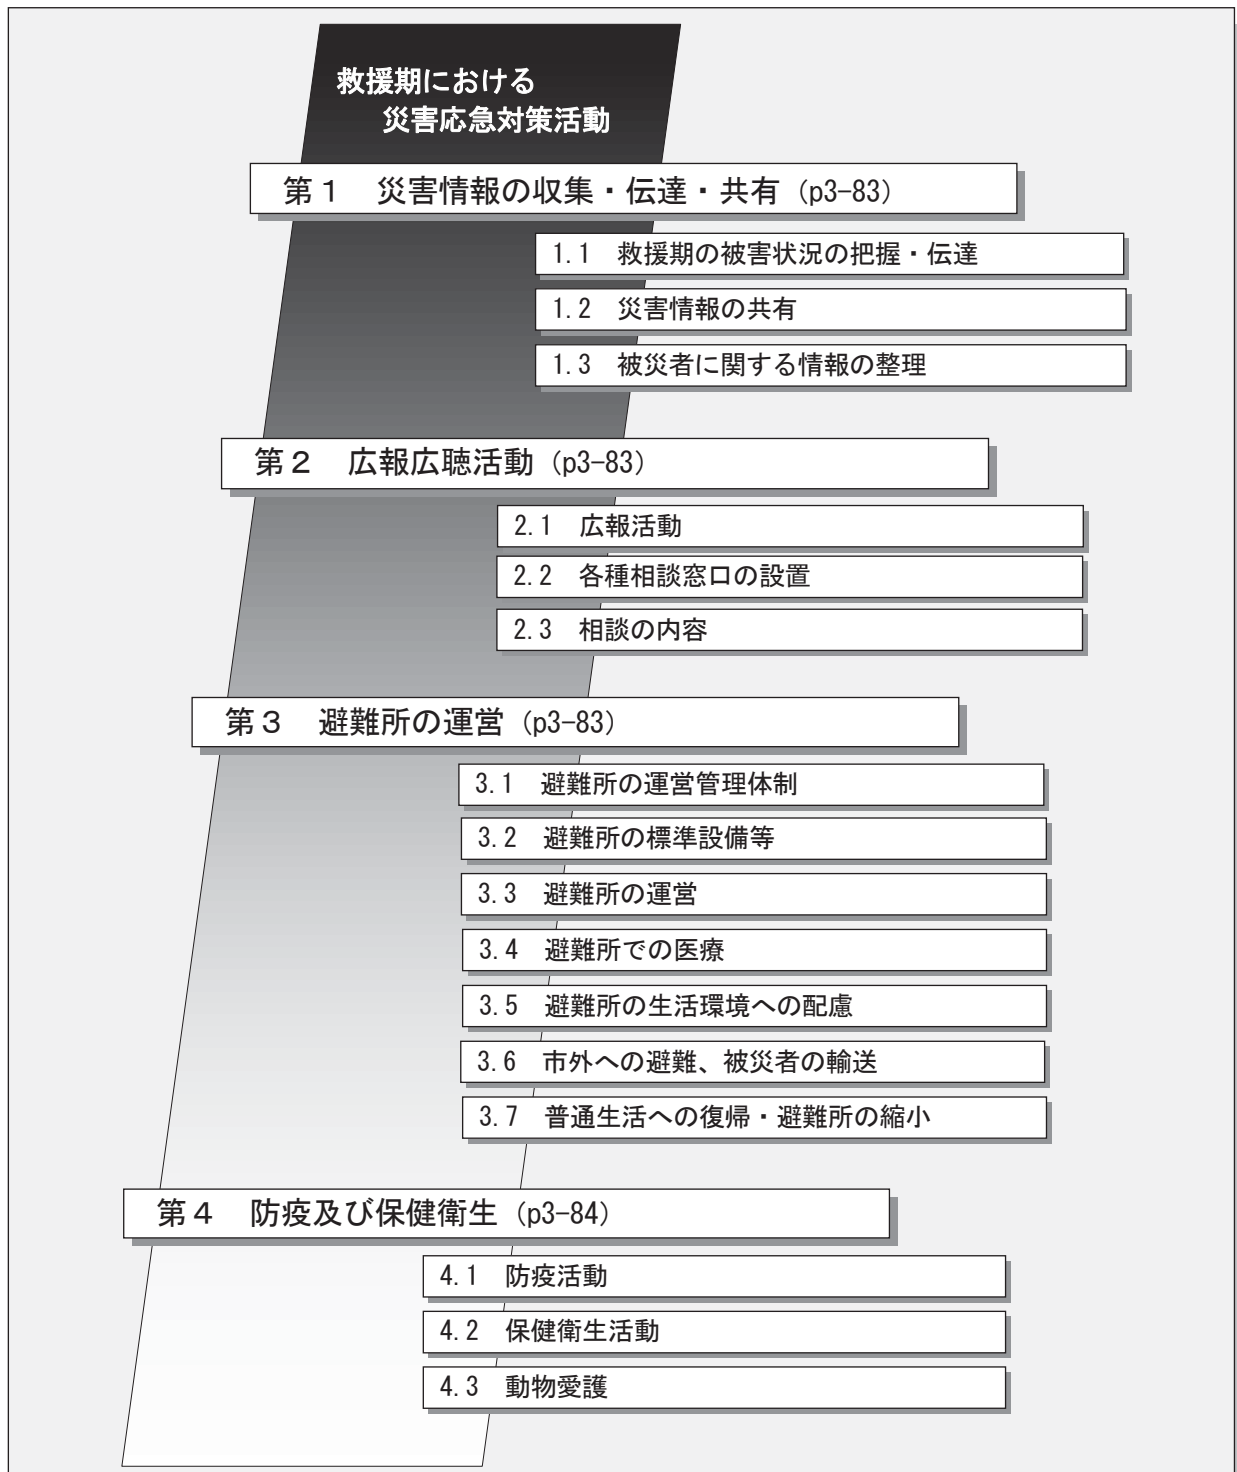 救援期における
災害応急対策活動
第１　災害情報の収集・伝達・共有（p3-83）
1.1　救援期の被害状況の把握・伝達
1.2　災害情報の共有
1.3　被災者に関する情報の整理
第２　広報広聴活動（p3-83）
2.1　広報活動
2.2　各種相談窓口の設置
2.3　相談の内容
第３　避難所の運営（p3-83）
3.1　避難所の運営管理体制
3.2　避難所の標準設備等
3.3　避難所の運営
3.4　避難所での医療
3.5　避難所の生活環境への配慮
3.6　市外への避難、被災者の輸送
3.7　普通生活への復帰・避難所の縮小
第４　防疫及び保健衛生（p3-84）
4.1　防疫活動
4.2　保健衛生活動
4.3　動物愛護